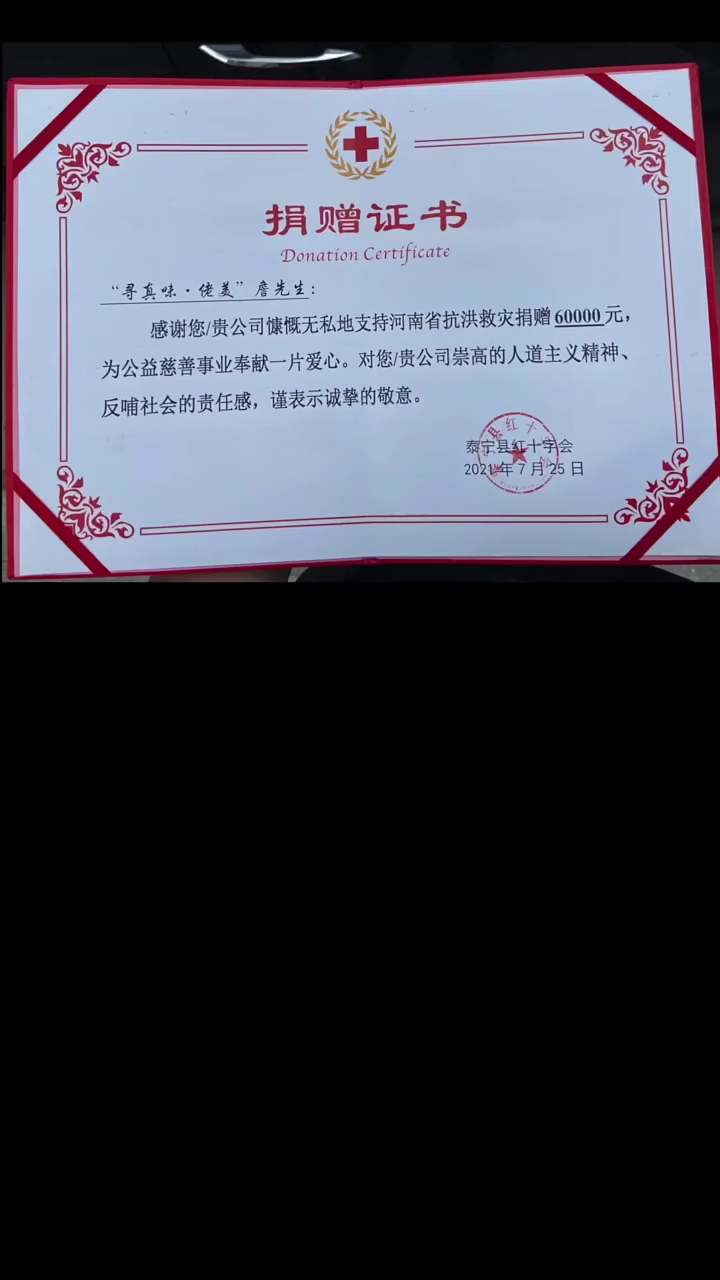 捐赠证书
Donation Certificate
“寻真味·佬美”詹先生：
感谢您/贵公司慷慨无私地支持河南省抗洪救灾捐赠60000元，
为公益慈善事业奉献一片爱心。对您/贵公司崇高的人道主义精神、
反哺社会的责任感，谨表示诚挚的敬意。
泰宁县红十字会
2021年7月25日